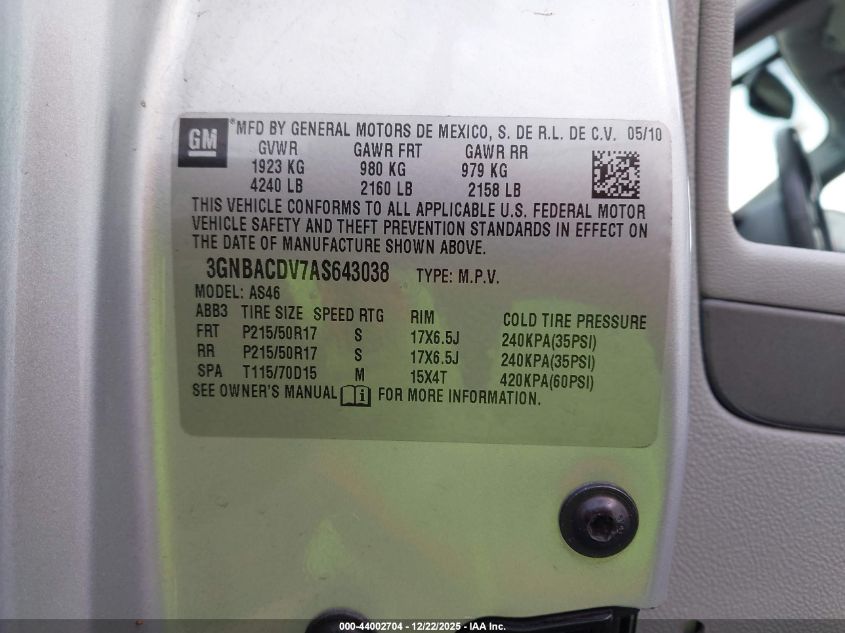 GM ®MFD BY GENERAL MOTORS DE MEXICO, S. DE R.L. DE C.V. 05/10
GVWR GAWR FRT GAWR RR
1923 KG 980 KG 979 KG
4240 LB 2160 LB 2158 LB
THIS VEHICLE CONFORMS TO ALL APPLICABLE U.S. FEDERAL MOTOR
VEHICLE SAFETY AND THEFT PREVENTION STANDARDS IN EFFECT ON
THE DATE OF MANUFACTURE SHOWN ABOVE.
3GNBACDV7AS643038 TYPE: M.P.V.
MODEL: AS46
ABB3 TIRE SIZE SPEED RTG RIM COLD TIRE PRESSURE
FRT P215/50R17 S 17X6.5J 240KPA(35PSI)
RR P215/50R17 S 17X6.5J 240KPA(35PSI)
SPA T115/70D15 M 15X4T 420KPA(60PSI)
SEE OWNER'S MANUAL FOR MORE INFORMATION.
000-44002704 - 12/22/2025 - IAA Inc.